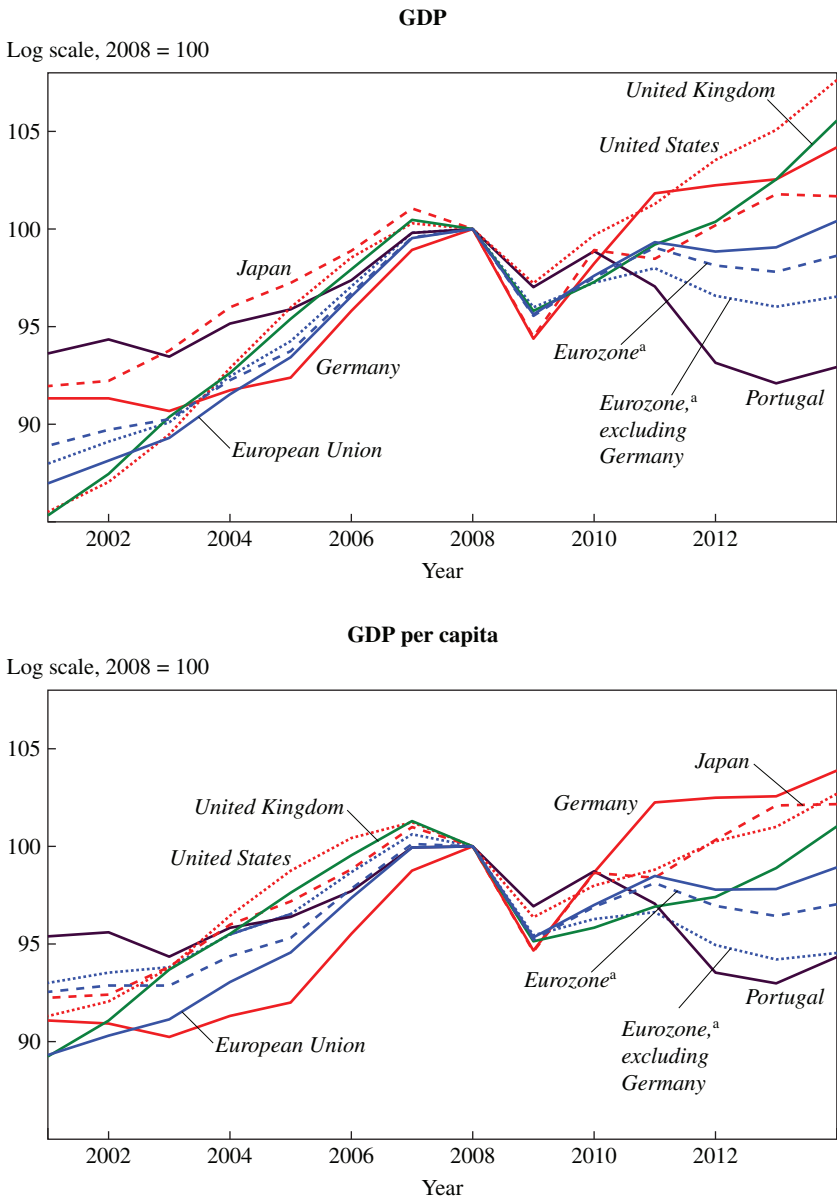 GDP
Log scale, 2008 = 100
105
100
95
90
United Kingdom
United States
Japan
Germany
European Union
Eurozoneᵃ
Eurozone,ᵃ
excluding
Germany
Portugal
2002 2004 2006 2008 2010 2012
Year
GDP per capita
Log scale, 2008 = 100
105
100
95
90
Japan
Germany
United Kingdom
United States
European Union
Eurozoneᵃ
Eurozone,ᵃ
excluding
Germany
Portugal
2002 2004 2006 2008 2010 2012
Year